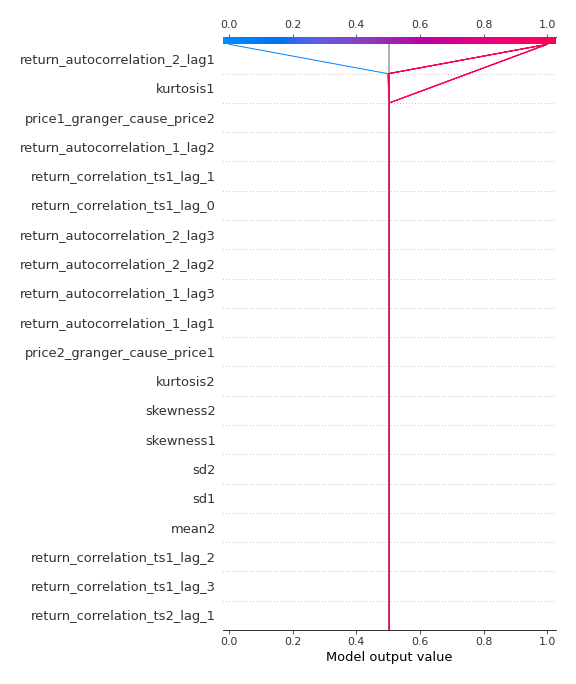 0.0 0.2 0.4 0.6 0.8 1.0
return_autocorrelation_2_lag1
kurtosis1
price1_granger_cause_price2
return_autocorrelation_1_lag2
return_correlation_ts1_lag_1
return_correlation_ts1_lag_0
return_autocorrelation_2_lag3
return_autocorrelation_2_lag2
return_autocorrelation_1_lag3
return_autocorrelation_1_lag1
price2_granger_cause_price1
kurtosis2
skewness2
skewness1
sd2
sd1
mean2
return_correlation_ts1_lag_2
return_correlation_ts1_lag_3
return_correlation_ts2_lag_1
0.0 0.2 0.4 0.6 0.8 1.0
Model output value